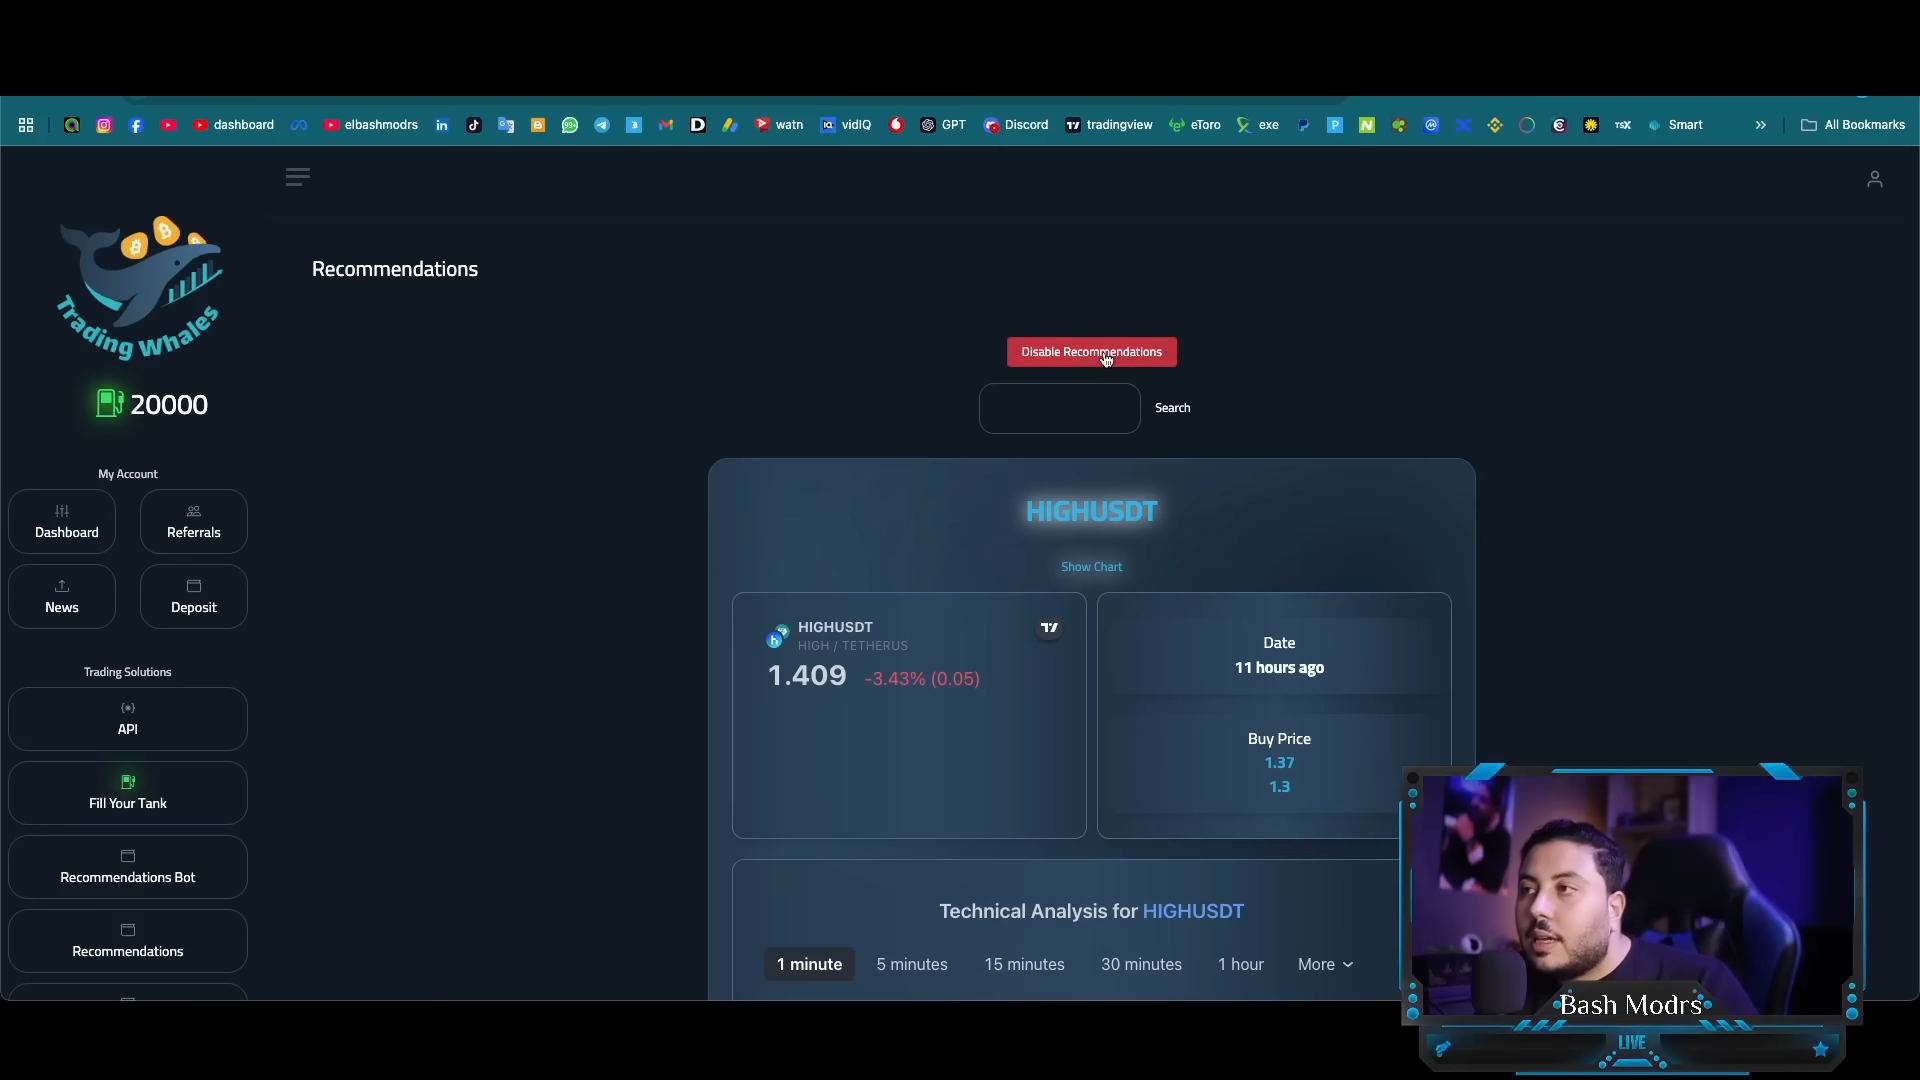 dashboard
elbashmodrs
watn
vidIQ
GPT
Discord
tradingview
eToro
exe
TSX
Smart
All Bookmarks
Trading Whales
20000
My Account
Dashboard
Referrals
News
Deposit
Trading Solutions
API
Fill Your Tank
Recommendations Bot
Recommendations
Recommendations
Disable Recommendations
Search
HIGHUSDT
Show Chart
HIGHUSDT
HIGH / TETHERUS
1.409 -3.43% (0.05)
Date
11 hours ago
Buy Price
1.37
1.3
Technical Analysis for HIGHUSDT
1 minute 5 minutes 15 minutes 30 minutes 1 hour More
Bash Modrs
LIVE